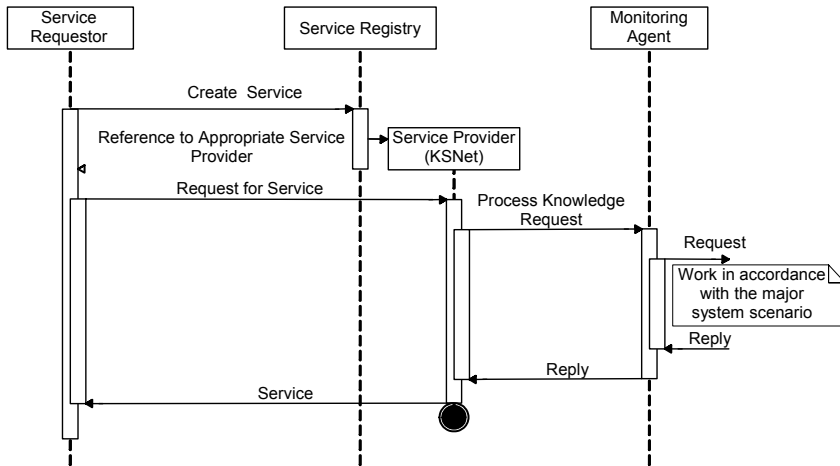 Service
Requestor
Service Registry
Monitoring
Agent
Create Service
Reference to Appropriate Service
Provider
Service Provider
(KSNet)
Request for Service
Process Knowledge
Request
Request
Work in accordance
with the major
system scenario
Reply
Reply
Service